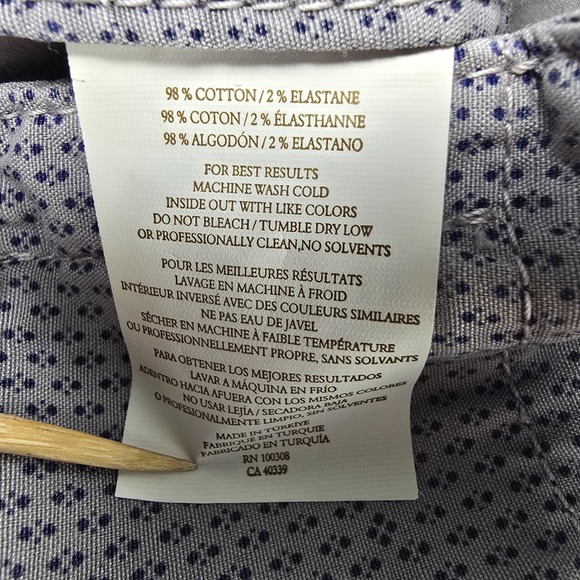 98 % COTTON / 2 % ELASTANE
98 % COTON / 2 % ÉLASTHANNE
98 % ALGODÓN / 2 % ELASTANO
FOR BEST RESULTS
MACHINE WASH COLD
INSIDE OUT WITH LIKE COLORS
DO NOT BLEACH / TUMBLE DRY LOW
OR PROFESSIONALLY CLEAN,NO SOLVENTS
POUR LES MEILLEURES RÉSULTATS
LAVAGE EN MACHINE À FROID
INTÉRIEUR INVERSÉ AVEC DES COULEURS SIMILAIRES
NE PAS EAU DE JAVEL
SÉCHER EN MACHINE À FAIBLE TEMPÉRATURE
OU PROFESSIONNELLEMENT PROPRE, SANS SOLVANTS
PARA OBTENER LOS MEJORES RESULTADOS
LAVAR A MÁQUINA EN FRÍO
ADENTRO HACIA AFUERA CON LOS MISMOS COLORES
NO USAR LEJÍA / SECADORA BAJA
O PROFESIONALMENTE LIMPIO, SIN SOLVENTES
MADE IN TÜRKİYE
FABRIQUE EN TURQUIE
FABRICADO EN TURQUÍA
RN 100308
CA 40339